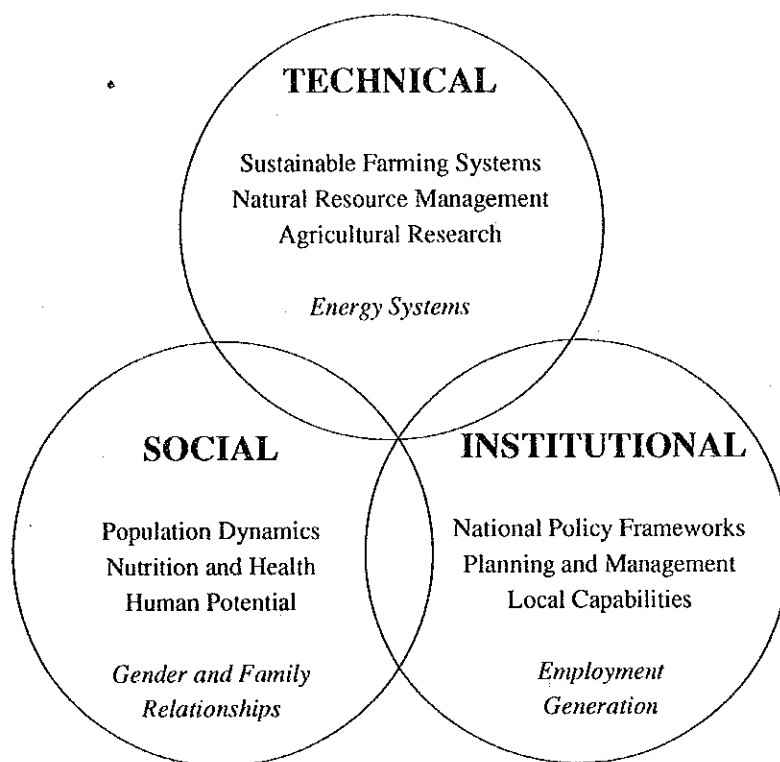 TECHNICAL
Sustainable Farming Systems
Natural Resource Management
Agricultural Research
Energy Systems
SOCIAL
Population Dynamics
Nutrition and Health
Human Potential
Gender and Family
Relationships
INSTITUTIONAL
National Policy Frameworks
Planning and Management
Local Capabilities
Employment
Generation